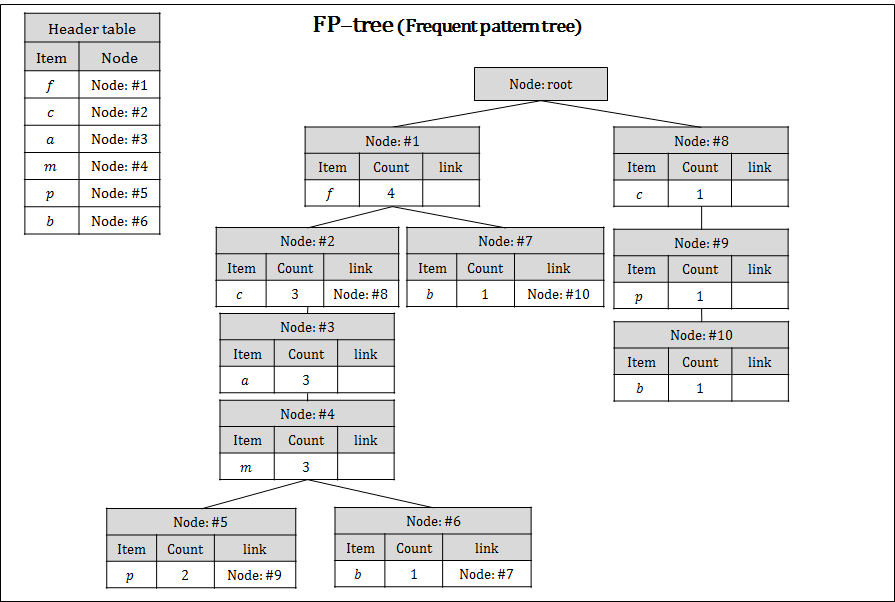 FP-tree (Frequent pattern tree)
Header table
Item Node
f Node: #1
c Node: #2
a Node: #3
m Node: #4
p Node: #5
b Node: #6
Node: root
Node: #1
Item Count link
f 4
Node: #8
Item Count link
c 1
Node: #2
Item Count link
c 3 Node: #8
Node: #7
Item Count link
b 1 Node: #10
Node: #9
Item Count link
p 1
Node: #3
Item Count link
a 3
Node: #10
Item Count link
b 1
Node: #4
Item Count link
m 3
Node: #5
Item Count link
p 2 Node: #9
Node: #6
Item Count link
b 1 Node: #7